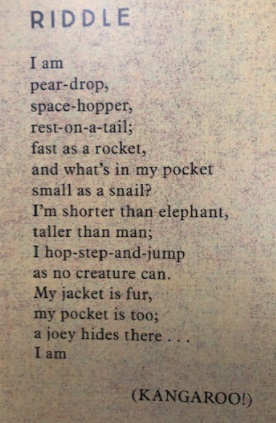 RIDDLE
I am
pear-drop,
space-hopper,
rest-on-a-tail;
fast as a rocket,
and what's in my pocket
small as a snail?
I'm shorter than elephant,
taller than man;
I hop-step-and-jump
as no creature can.
My jacket is fur,
my pocket is too;
a joey hides there . . .
I am
(KANGAROO!)